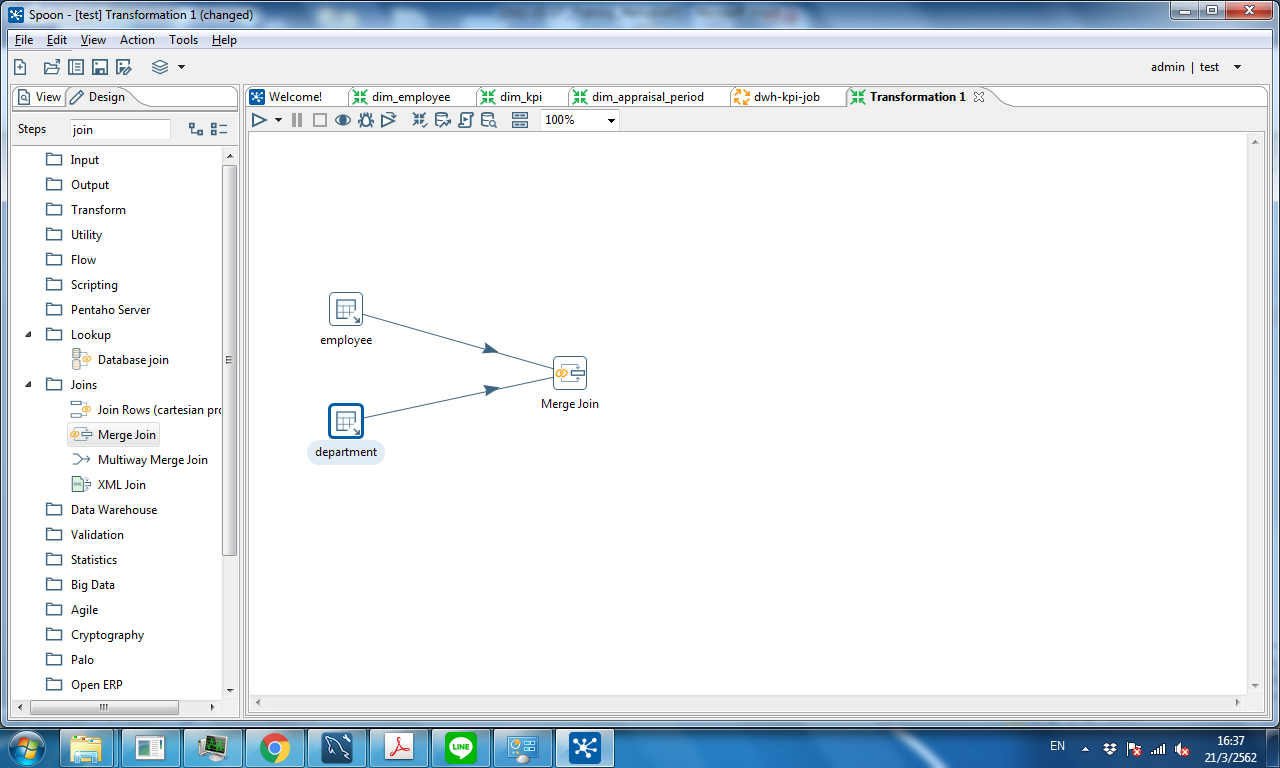 Spoon - [test] Transformation 1 (changed)
File Edit View Action Tools Help
admin | test
View Design
Welcome! dim_employee dim_kpi dim_appraisal_period dwh-kpi-job Transformation 1
Steps join
100%
Input
Output
Transform
Utility
Flow
Scripting
Pentaho Server
Lookup
Database join
Joins
Join Rows (cartesian pro
Merge Join
Multiway Merge Join
XML Join
Data Warehouse
Validation
Statistics
Big Data
Agile
Cryptography
Palo
Open ERP
employee
department
Merge Join
LINE
EN
16:37
21/3/2562